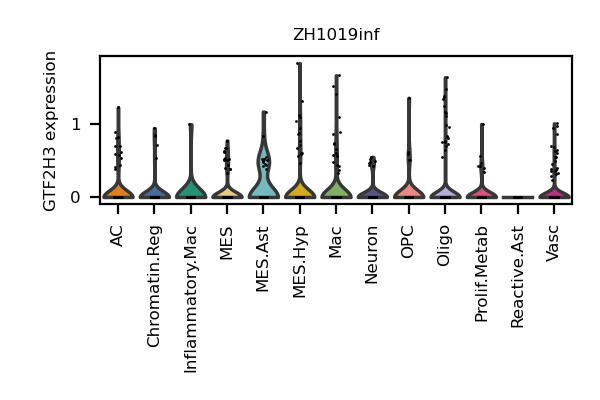 ZH1019inf
GTF2H3 expression
1
0
AC
Chromatin.Reg
Inflammatory.Mac
MES
MES.Ast
MES.Hyp
Mac
Neuron
OPC
Oligo
Prolif.Metab
Reactive.Ast
Vasc